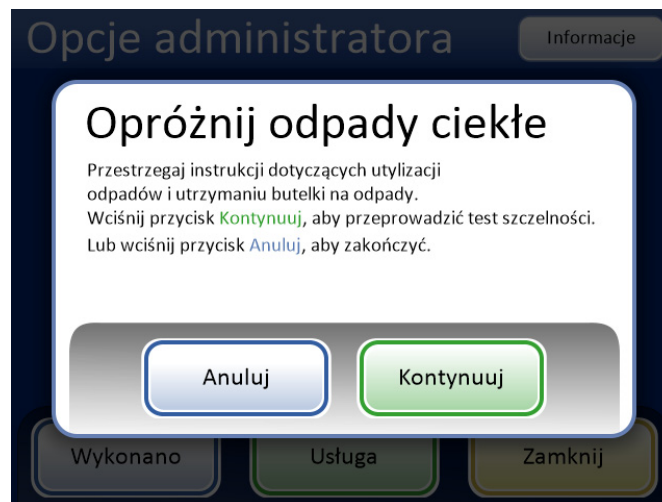 Opcje administratora
Informacje
Opróżnij odpady ciekłe
Przestrzegaj instrukcji dotyczących utylizacji
odpadów i utrzymaniu butelki na odpady.
Wciśnij przycisk Kontynuuj, aby przeprowadzić test szczelności.
Lub wciśnij przycisk Anuluj, aby zakończyć.
Anuluj
Kontynuuj
Wykonano
Usługa
Zamknij